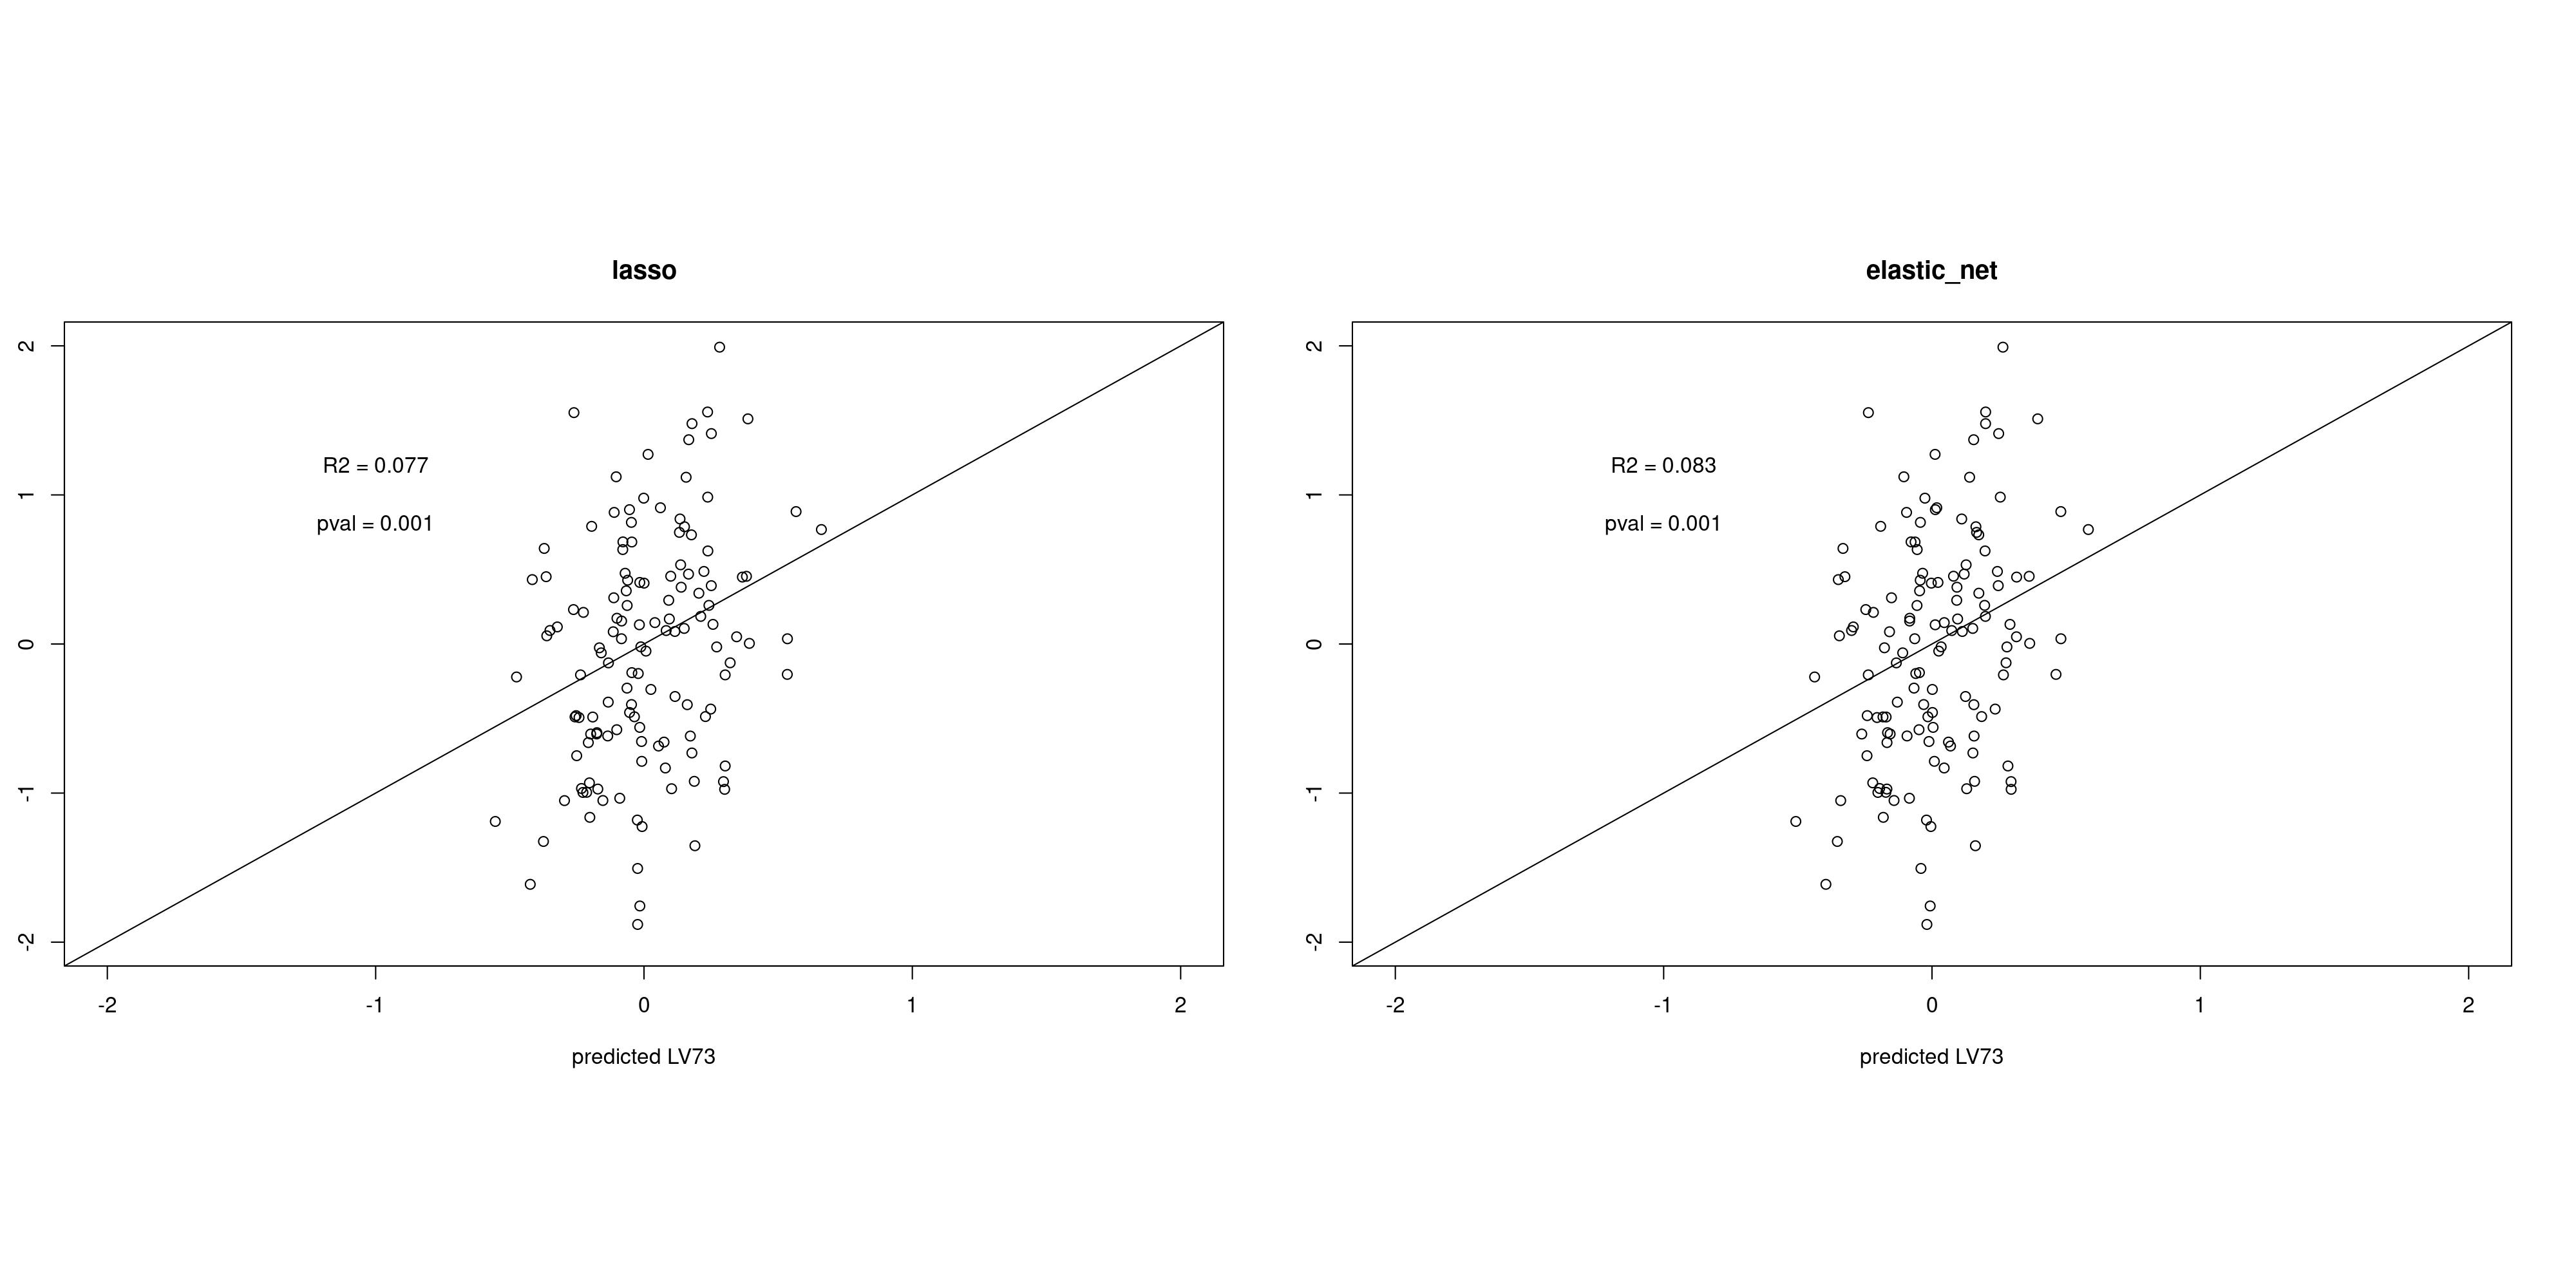 lasso
2
1
0
-1
-2
R2 = 0.077
pval = 0.001
-2 -1 0 1 2
predicted LV73
elastic_net
2
1
0
-1
-2
R2 = 0.083
pval = 0.001
-2 -1 0 1 2
predicted LV73